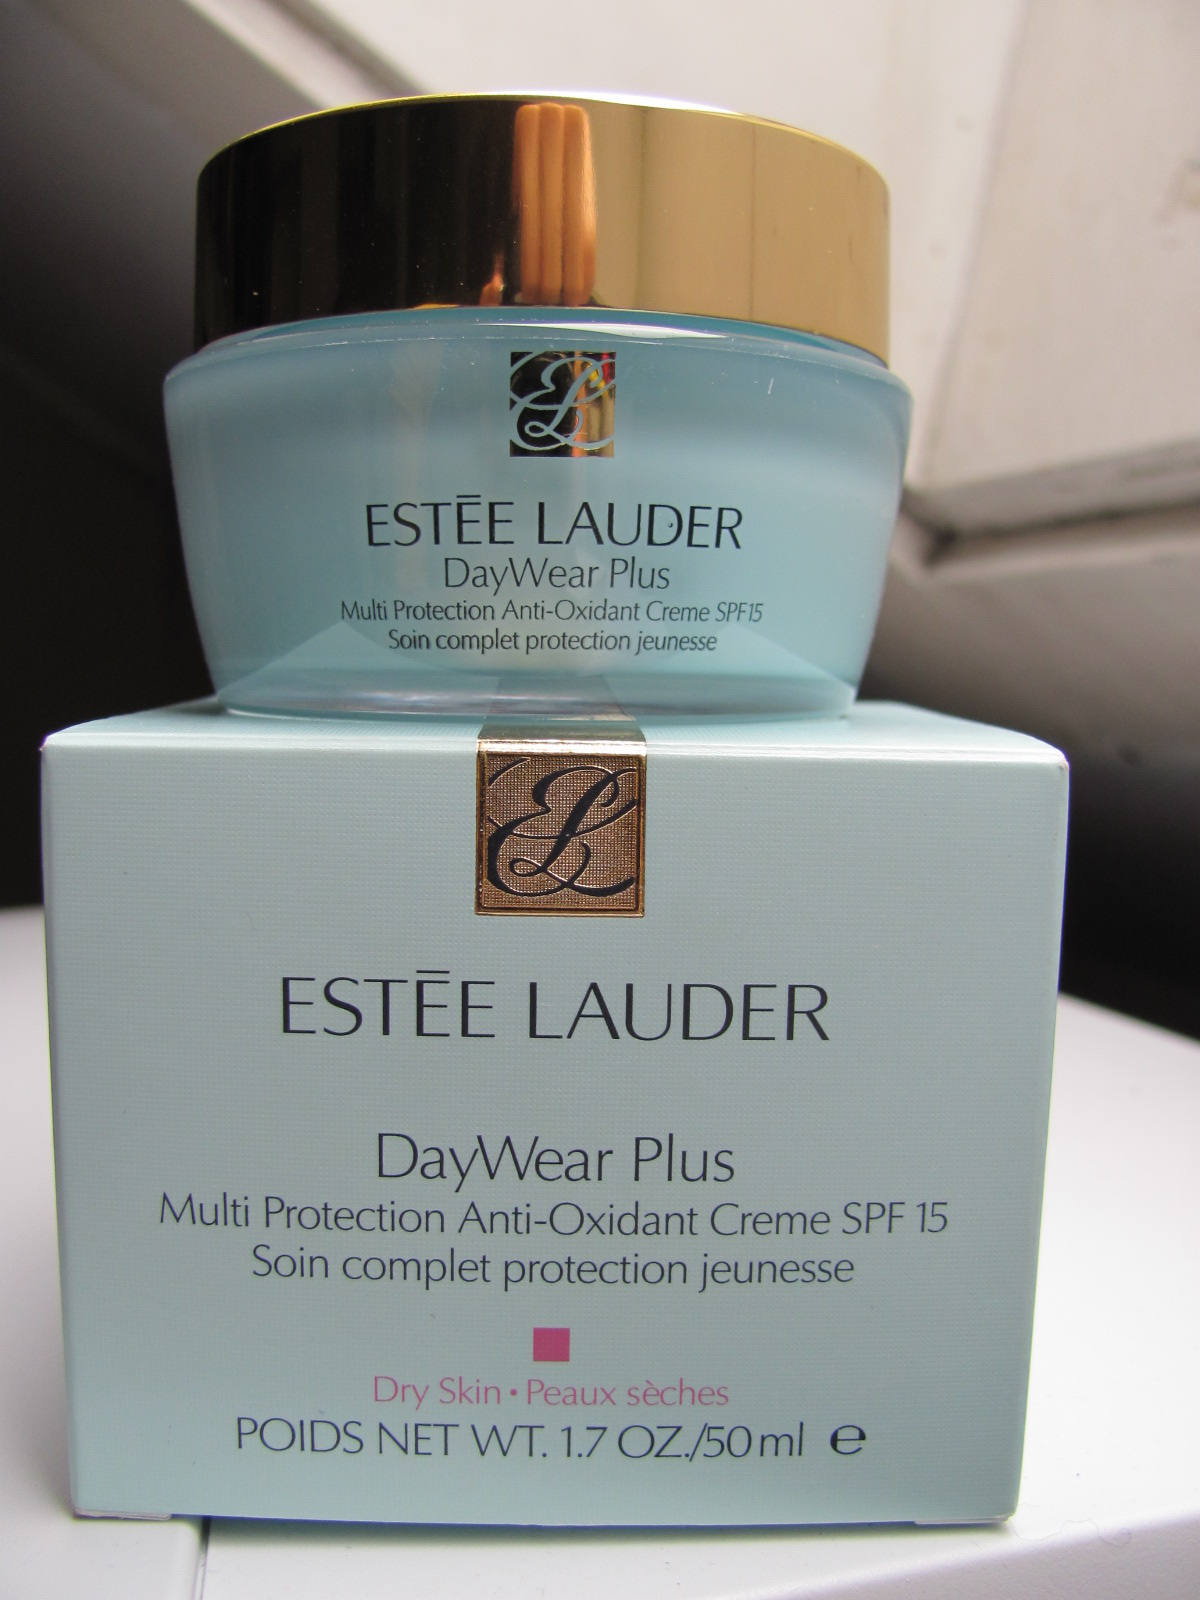 EL
ESTĒE LAUDER
DayWear Plus
Multi Protection Anti-Oxidant Creme SPF15
Soin complet protection jeunesse
EL
ESTĒE LAUDER
DayWear Plus
Multi Protection Anti-Oxidant Creme SPF 15
Soin complet protection jeunesse
Dry Skin • Peaux sèches
POIDS NET WT. 1.7 OZ./50 ml ℮